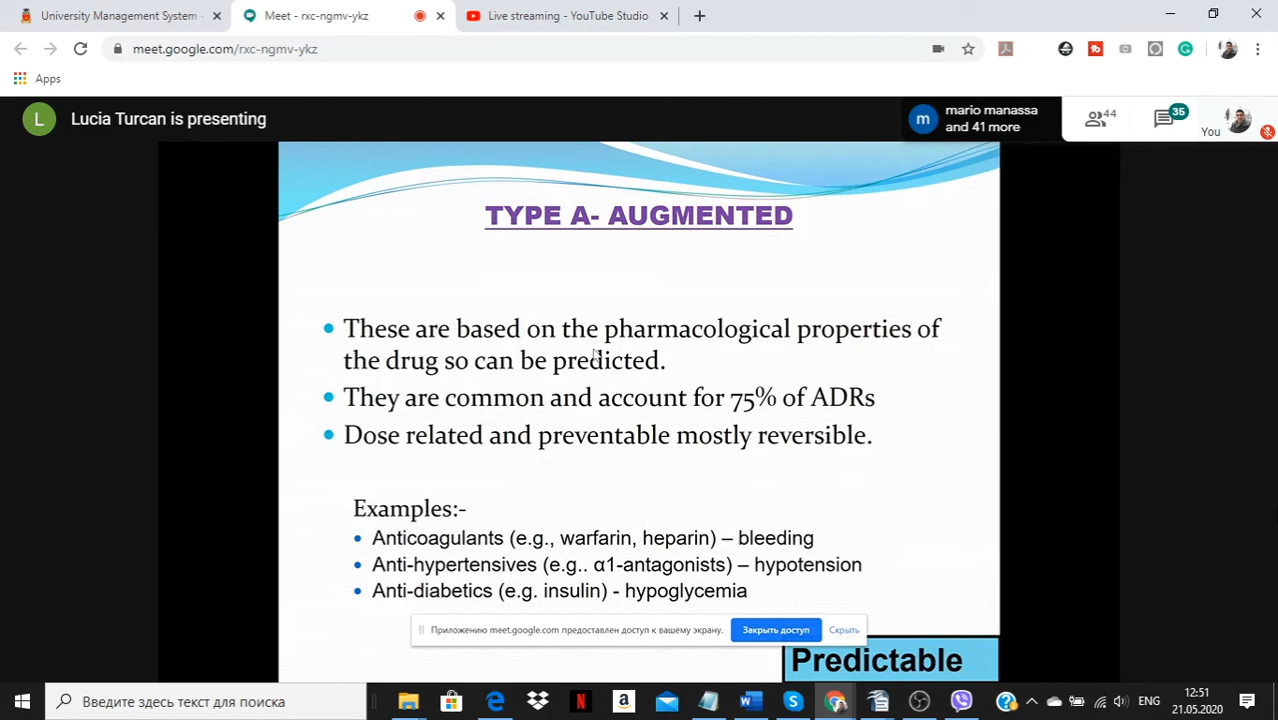 University Management System -
Meet - rxc-ngmv-ykz
Live streaming - YouTube Studio
meet.google.com/rxc-ngmv-ykz
Apps
L
Lucia Turcan is presenting
m
mario manassa
and 41 more
44
35
You
TYPE A- AUGMENTED
These are based on the pharmacological properties of
the drug so can be predicted.
They are common and account for 75% of ADRs
Dose related and preventable mostly reversible.
Examples:-
Anticoagulants (e.g., warfarin, heparin) – bleeding
Anti-hypertensives (e.g.. α1-antagonists) – hypotension
Anti-diabetics (e.g. insulin) - hypoglycemia
Приложению meet.google.com предоставлен доступ к вашему экрану.
Закрыть доступ
Скрыть
Predictable
Введите здесь текст для поиска
ENG
12:51
21.05.2020